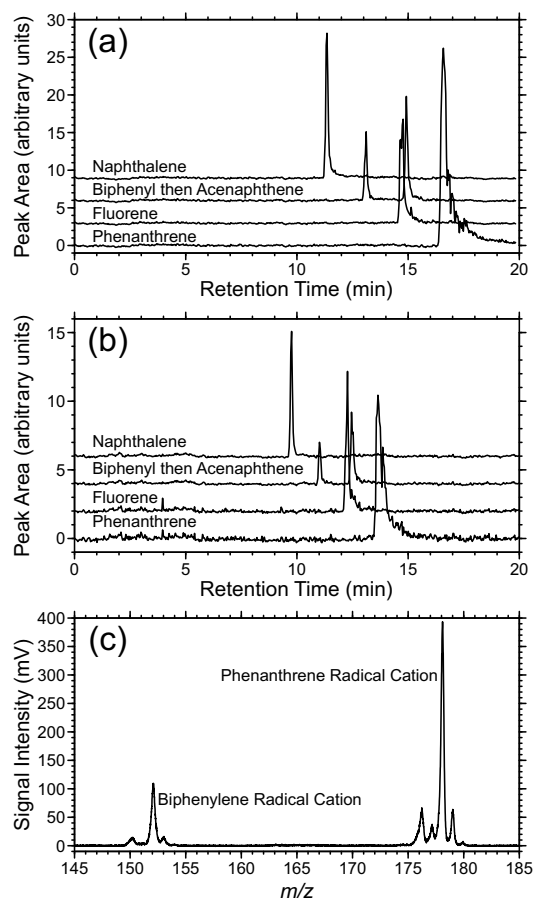 (a)
Peak Area (arbitrary units)
30
25
20
15
10
5
0
Naphthalene
Biphenyl then Acenaphthene
Fluorene
Phenanthrene
0 5 10 15 20
Retention Time (min)
(b)
Peak Area (arbitrary units)
15
10
5
0
Naphthalene
Biphenyl then Acenaphthene
Fluorene
Phenanthrene
0 5 10 15 20
Retention Time (min)
(c)
Signal Intensity (mV)
400
350
300
250
200
150
100
50
0
Phenanthrene Radical Cation
Biphenylene Radical Cation
145 150 155 160 165 170 175 180 185
m/z